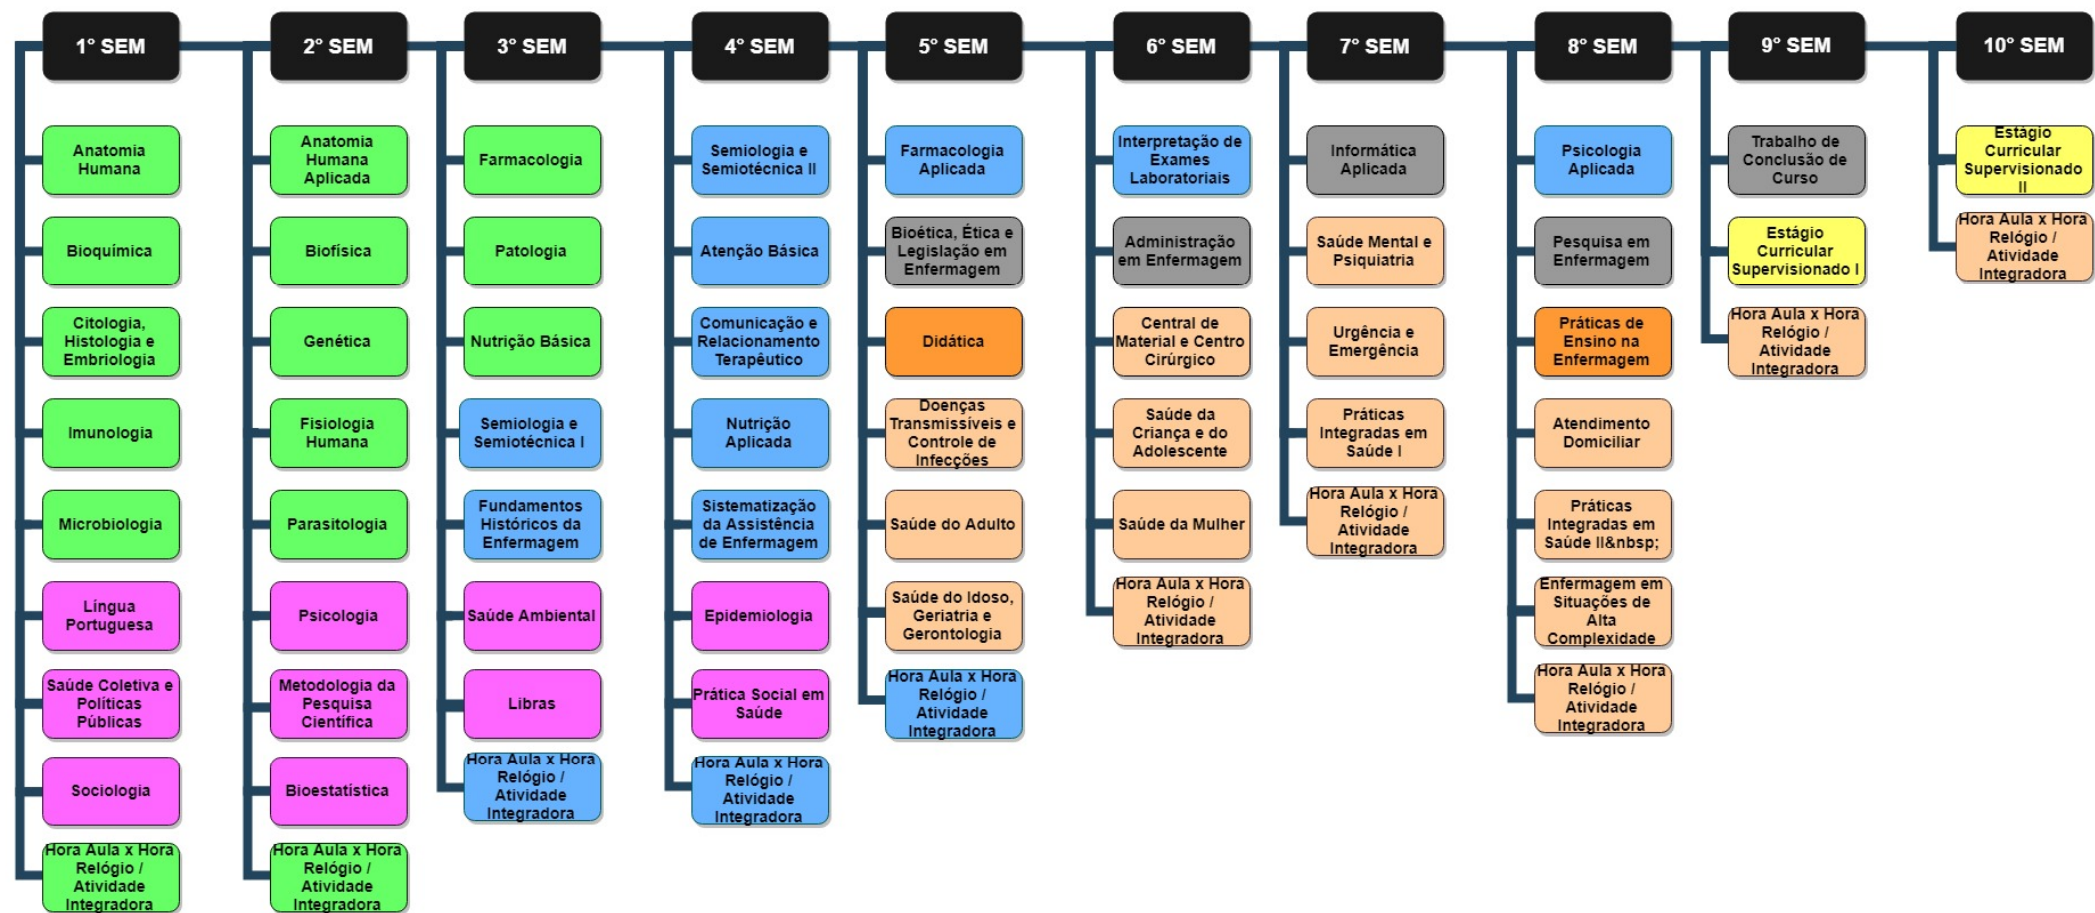 1° SEM
2° SEM
3° SEM
4° SEM
5° SEM
6° SEM
7° SEM
8° SEM
9° SEM
10° SEM
Anatomia
Humana
Bioquímica
Citologia,
Histologia e
Embriologia
Imunologia
Microbiologia
Língua
Portuguesa
Saúde Coletiva e
Políticas
Públicas
Sociologia
Hora Aula x Hora
Relógio /
Atividade
Integradora
Anatomia
Humana
Aplicada
Biofísica
Genética
Fisiologia
Humana
Parasitologia
Psicologia
Metodologia da
Pesquisa
Científica
Bioestatística
Hora Aula x Hora
Relógio /
Atividade
Integradora
Farmacologia
Patologia
Nutrição Básica
Semiologia e
Semiotécnica I
Fundamentos
Históricos da
Enfermagem
Saúde Ambiental
Libras
Hora Aula x Hora
Relógio /
Atividade
Integradora
Semiologia e
Semiotécnica II
Atenção Básica
Comunicação e
Relacionamento
Terapêutico
Nutrição
Aplicada
Sistematização
da Assistência
de Enfermagem
Epidemiologia
Prática Social em
Saúde
Hora Aula x Hora
Relógio /
Atividade
Integradora
Farmacologia
Aplicada
Bioética, Ética e
Legislação em
Enfermagem
Didática
Doenças
Transmissíveis e
Controle de
Infecções
Saúde do Adulto
Saúde do Idoso,
Geriatria e
Gerontologia
Hora Aula x Hora
Relógio /
Atividade
Integradora
Interpretação de
Exames
Laboratoriais
Administração
em Enfermagem
Central de
Material e Centro
Cirúrgico
Saúde da
Criança e do
Adolescente
Saúde da Mulher
Hora Aula x Hora
Relógio /
Atividade
Integradora
Informática
Aplicada
Saúde Mental e
Psiquiatria
Urgência e
Emergência
Práticas
Integradas em
Saúde I
Hora Aula x Hora
Relógio /
Atividade
Integradora
Psicologia
Aplicada
Pesquisa em
Enfermagem
Práticas de
Ensino na
Enfermagem
Atendimento
Domiciliar
Práticas
Integradas em
Saúde II&nbsp;
Enfermagem em
Situações de
Alta
Complexidade
Hora Aula x Hora
Relógio /
Atividade
Integradora
Trabalho de
Conclusão de
Curso
Estágio
Curricular
Supervisionado I
Hora Aula x Hora
Relógio /
Atividade
Integradora
Estágio
Curricular
Supervisionado
II
Hora Aula x Hora
Relógio /
Atividade
Integradora